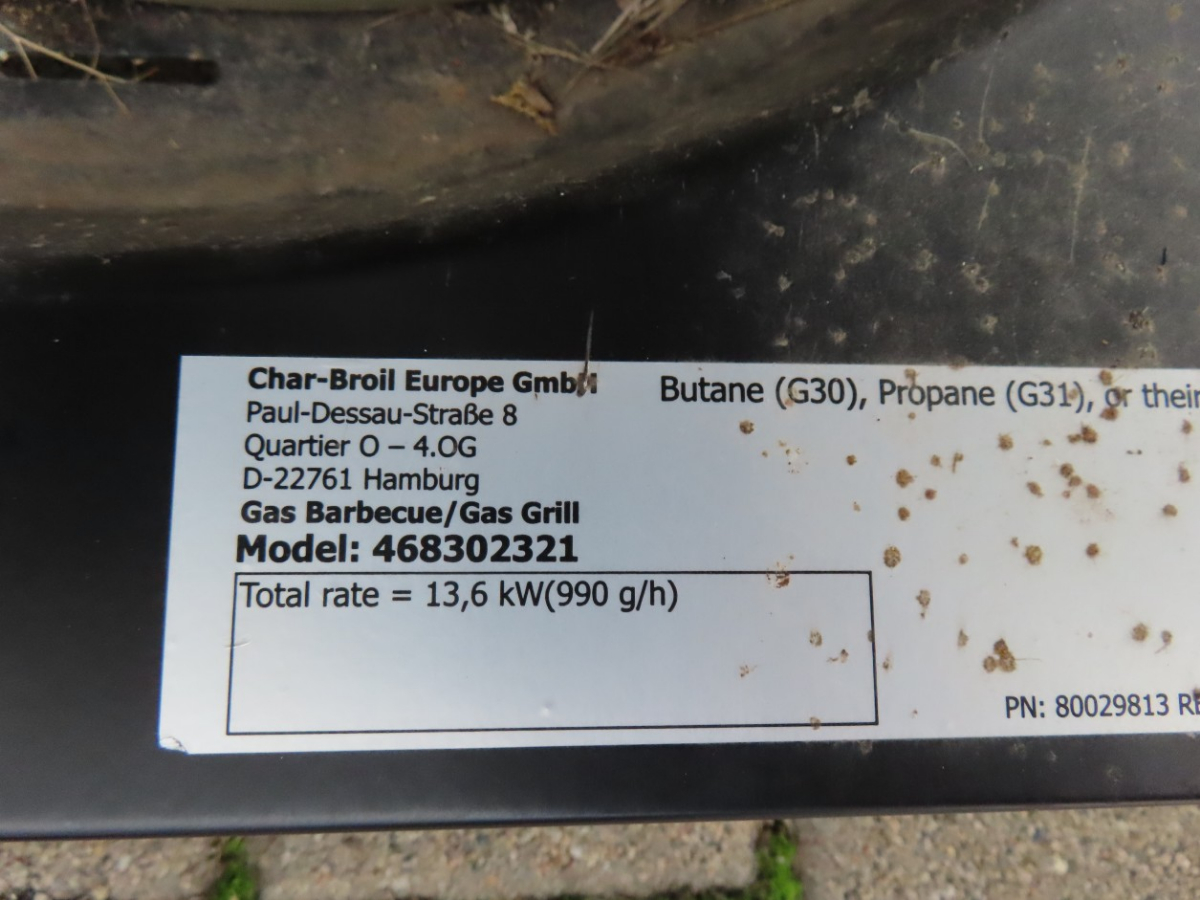 Char-Broil Europe GmbH
Paul-Dessau-Straße 8
Quartier O – 4.OG
D-22761 Hamburg
Gas Barbecue/Gas Grill
Model: 468302321
Total rate = 13,6 kW(990 g/h)
Butane (G30), Propane (G31), or their
PN: 80029813 RE